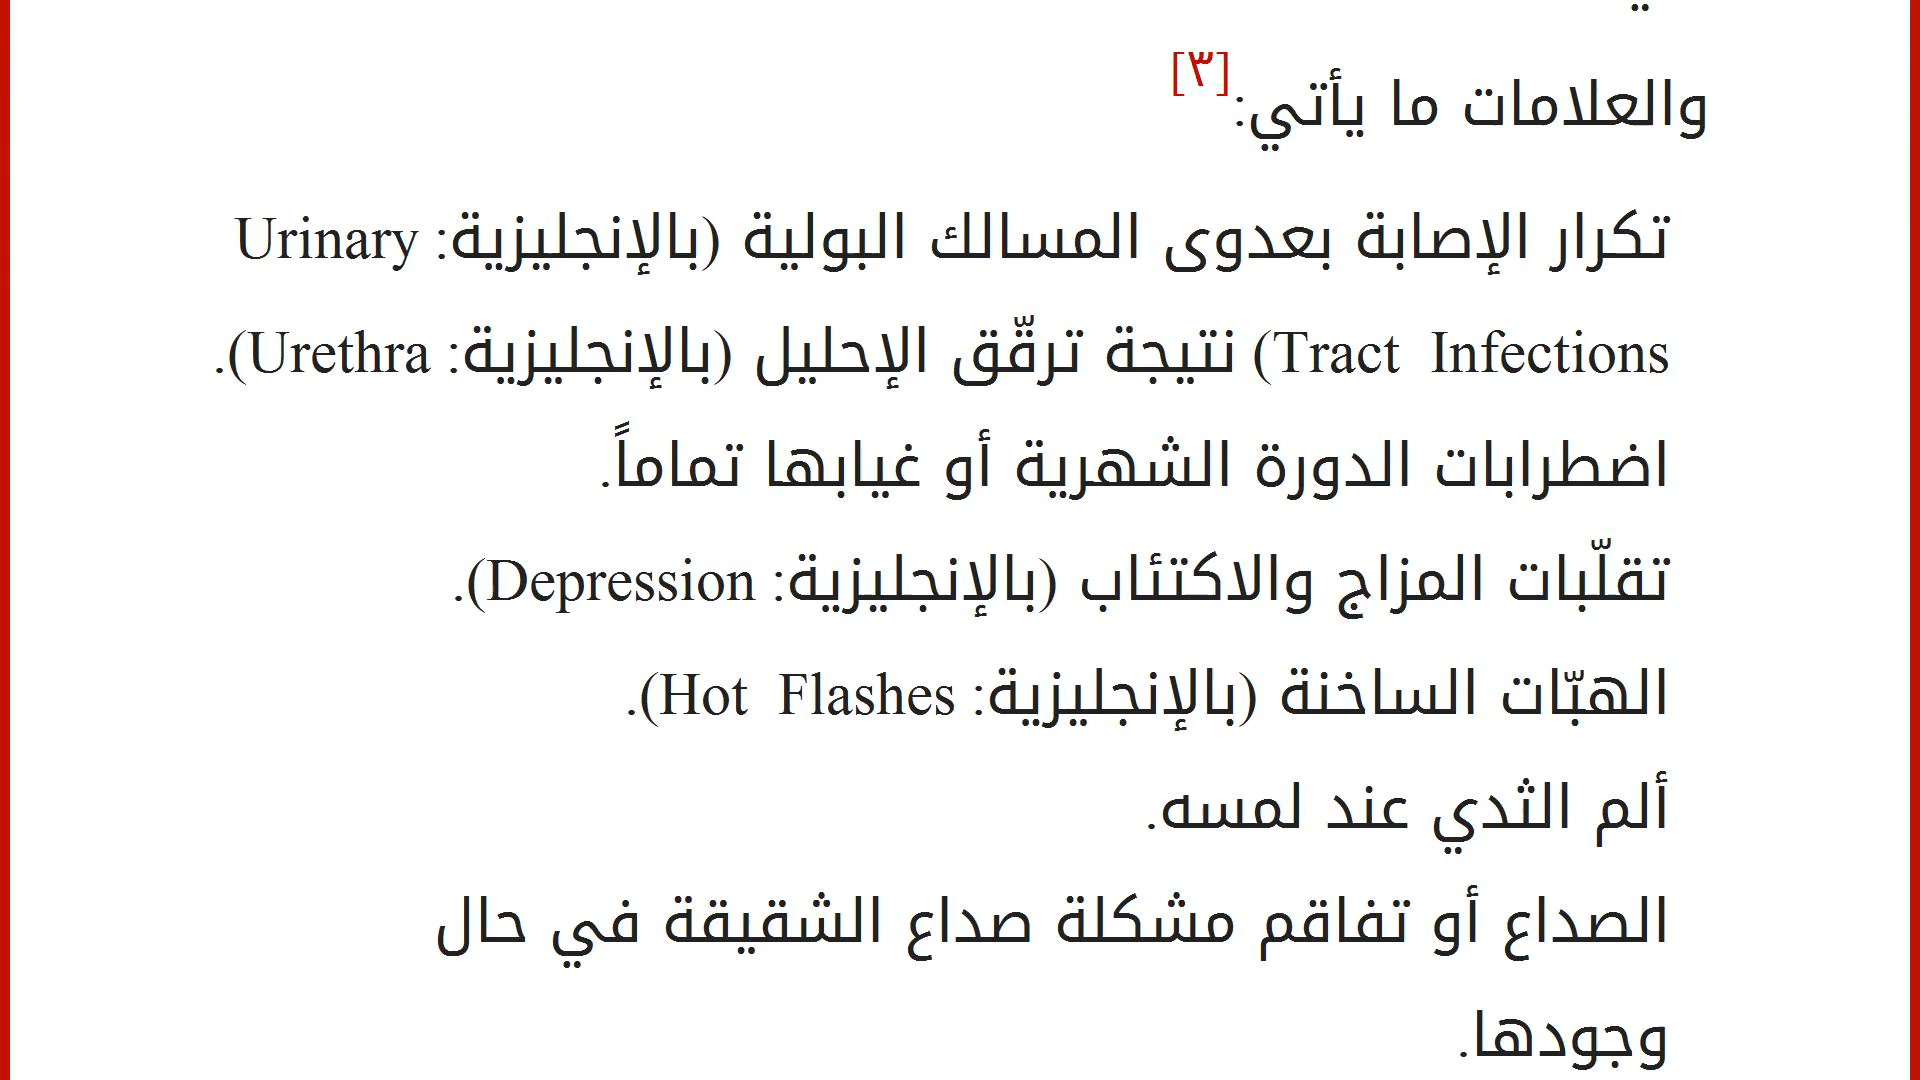 والعلامات ما يأتي:[٣]
تكرار الإصابة بعدوى المسالك البولية (بالإنجليزية: Urinary
Tract Infections) نتيجة ترقّق الإحليل (بالإنجليزية: Urethra).
اضطرابات الدورة الشهرية أو غيابها تماماً.
تقلّبات المزاج والاكتئاب (بالإنجليزية: Depression).
الهبّات الساخنة (بالإنجليزية: Hot Flashes).
ألم الثدي عند لمسه.
الصداع أو تفاقم مشكلة صداع الشقيقة في حال
وجودها.